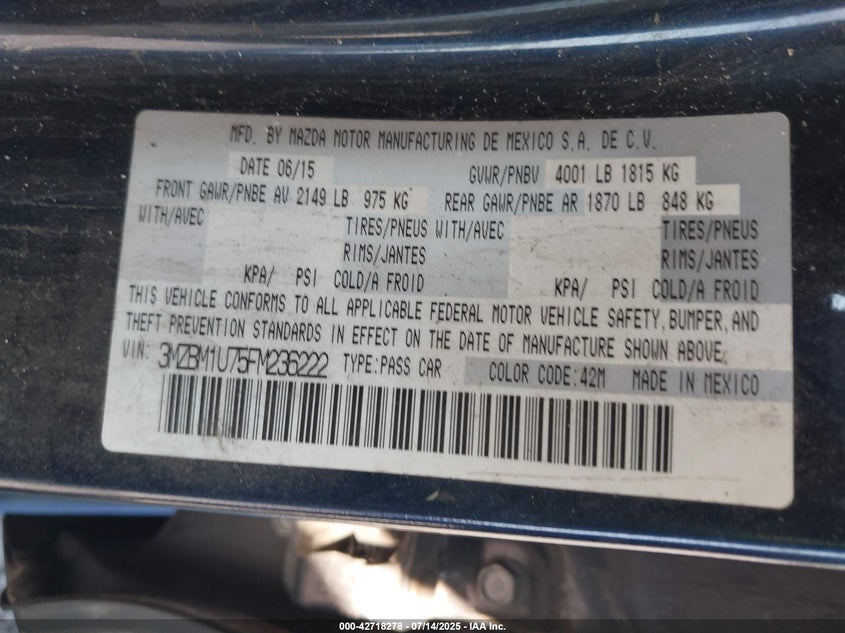 MFD. BY MAZDA MOTOR MANUFACTURING DE MEXICO S.A. DE C.V.
DATE 06/15 GVWR/PNBV 4001 LB 1815 KG
FRONT GAWR/PNBE AV 2149 LB 975 KG REAR GAWR/PNBE AR 1870 LB 848 KG
WITH/AVEC TIRES/PNEUS WITH/AVEC TIRES/PNEUS
RIMS/JANTES RIMS/JANTES
KPA/ PSI COLD/A FROID KPA/ PSI COLD/A FROID
THIS VEHICLE CONFORMS TO ALL APPLICABLE FEDERAL MOTOR VEHICLE SAFETY, BUMPER, AND
THEFT PREVENTION STANDARDS IN EFFECT ON THE DATE OF MANUFACTURE SHOWN ABOVE.
VIN: 3MZBM1U75FM236222 TYPE:PASS CAR COLOR CODE:42M MADE IN MEXICO
000-42718278 - 07/14/2025 - IAA Inc.